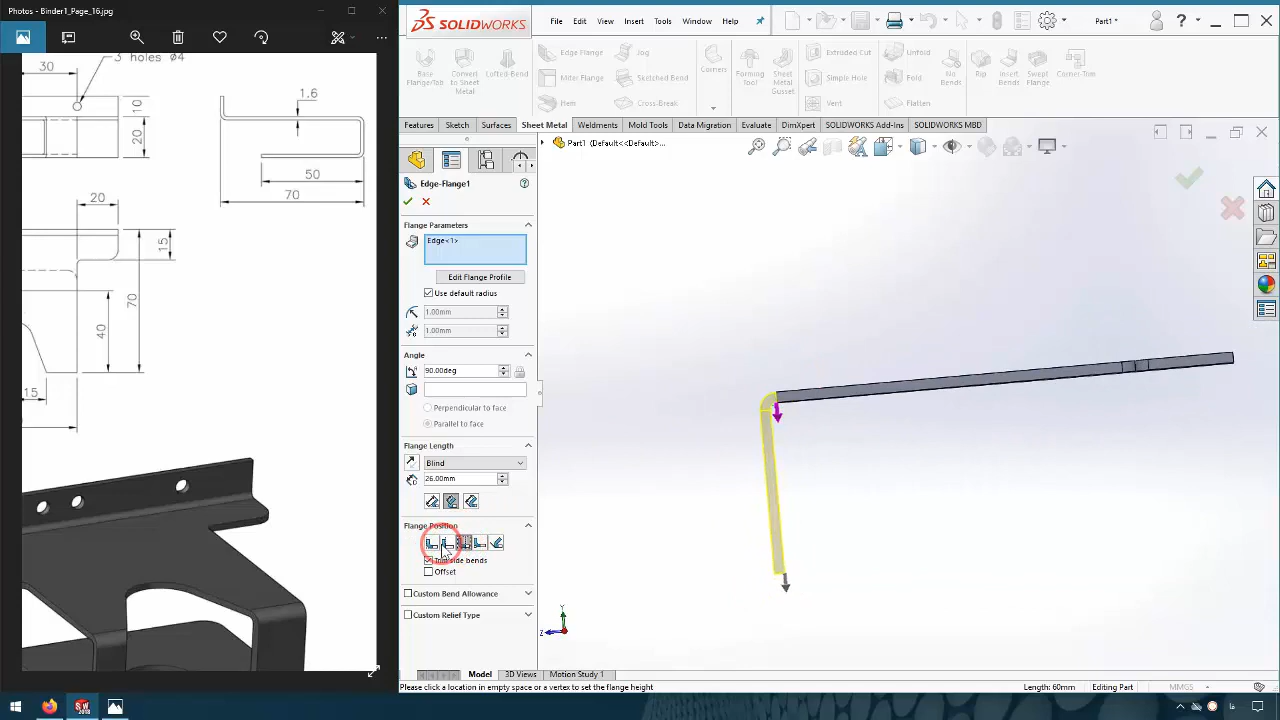 Photos - Binder1_Page_16.jpg
SOLIDWORKS
File Edit View Insert Tools Window
Part1 *
Base Flange/Tab
Convert to Sheet Metal
Lofted-Bend
Edge Flange
Miter Flange
Hem
Jog
Sketched Bend
Cross-Break
Corners
Forming Tool
Sheet Metal Gusset
Extruded Cut
Simple Hole
Vent
Unfold
Fold
Flatten
No Bends
Rip
Insert Bends
Swept Flange
Features Sketch Surfaces Sheet Metal Weldments Mold Tools Data Migration Evaluate DimXpert SOLIDWORKS Add-Ins SOLIDWORKS MBD
Part1 (Default<<Default>...
Edge-Flange1
Flange Parameters
Edge<1>
Edit Flange Profile
Use default radius
1.00mm
1.00mm
Angle
90.00deg
Perpendicular to face
Parallel to face
Flange Length
Blind
26.00mm
Flange Position
Trim side bends
Offset
Custom Bend Allowance
Custom Relief Type
Y
Z
Model 3D Views Motion Study 1
Please click a location in empty space or a vertex to set the flange height
Length: 60mm Editing Part MMGS
30
3 holes ø4
10
20
1.6
50
70
20
15
70
40
15